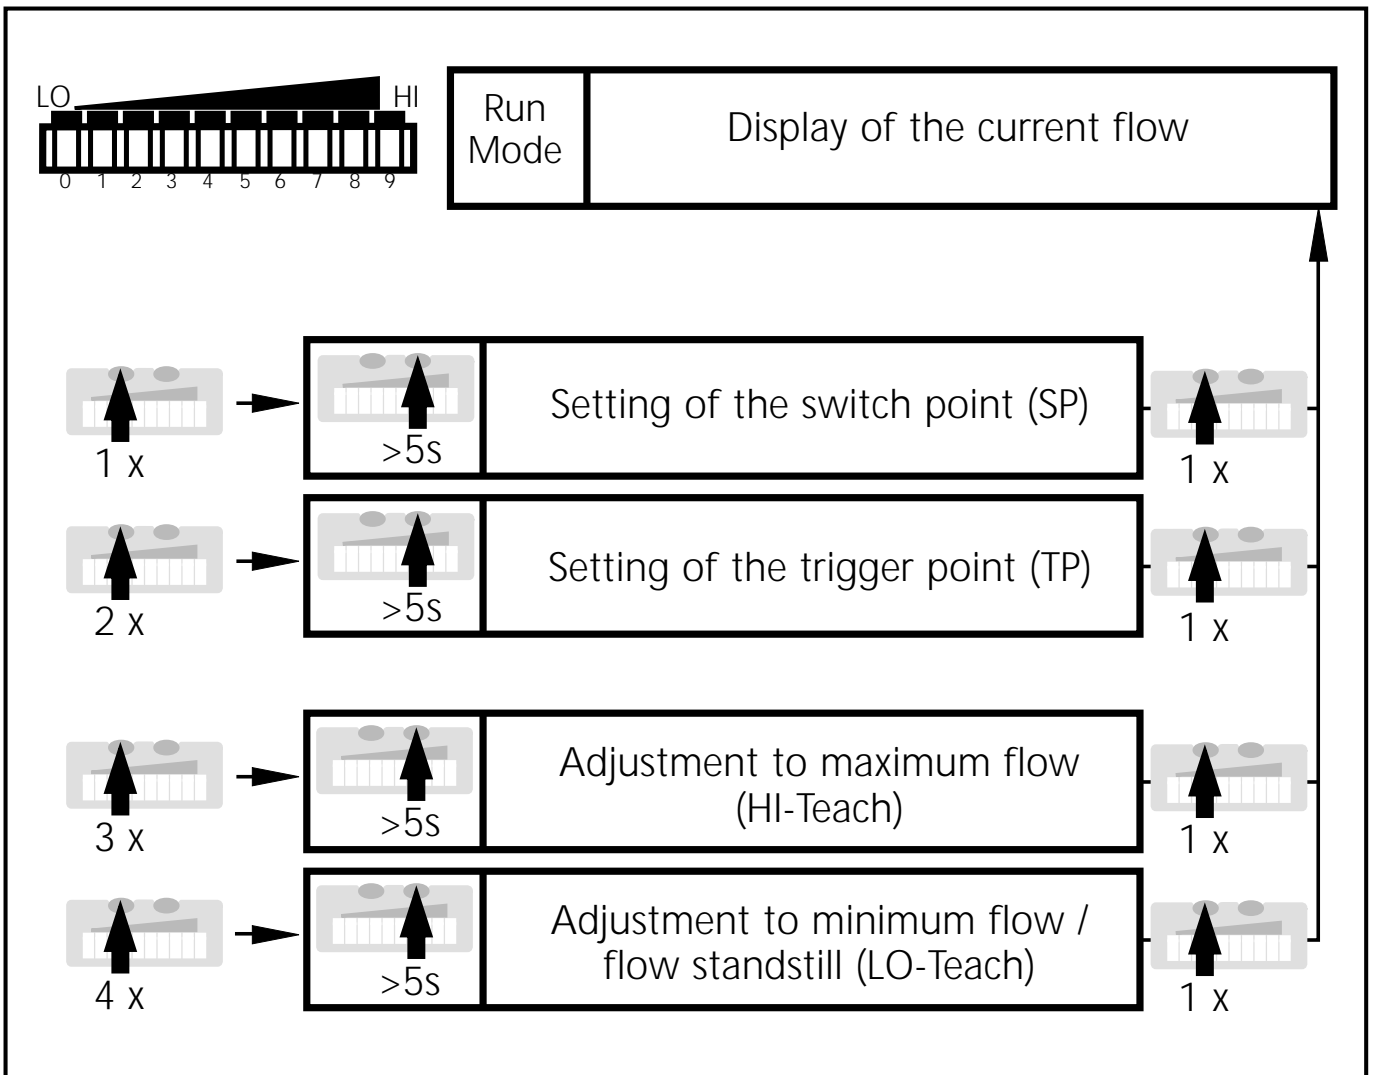 LO HI
0 1 2 3 4 5 6 7 8 9
Run
Mode
Display of the current flow
1 x
>5s
Setting of the switch point (SP)
1 x
2 x
>5s
Setting of the trigger point (TP)
1 x
3 x
>5s
Adjustment to maximum flow
(HI-Teach)
1 x
4 x
>5s
Adjustment to minimum flow /
flow standstill (LO-Teach)
1 x